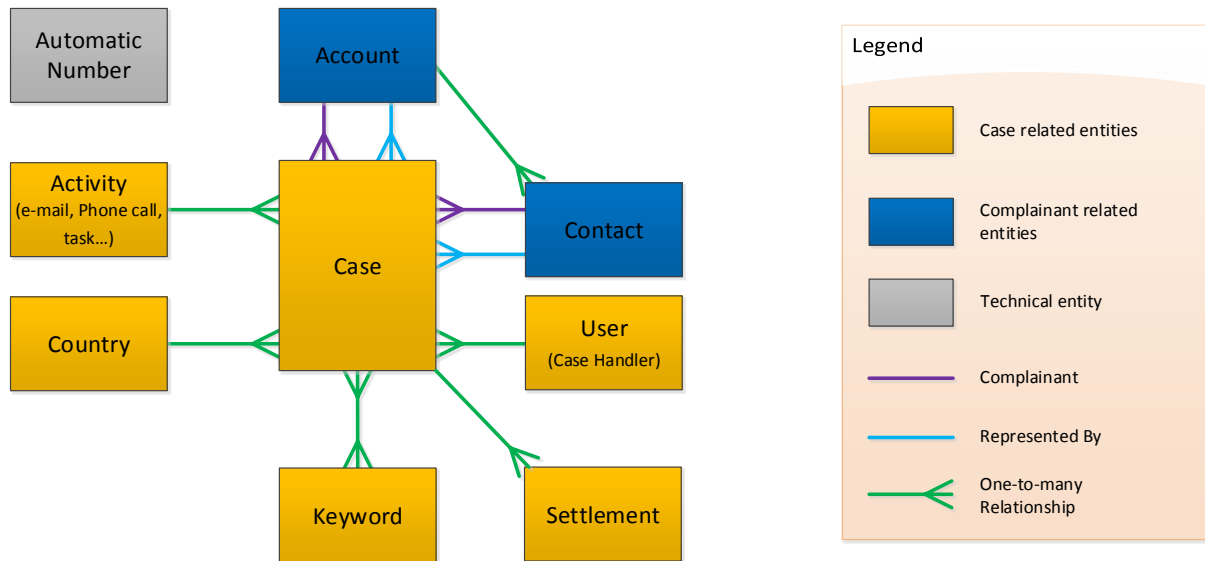 Automatic
Number
Account
Activity
(e-mail, Phone call,
task...)
Case
Contact
Country
User
(Case Handler)
Keyword
Settlement
Legend
Case related entities
Complainant related
entities
Technical entity
Complainant
Represented By
One-to-many
Relationship